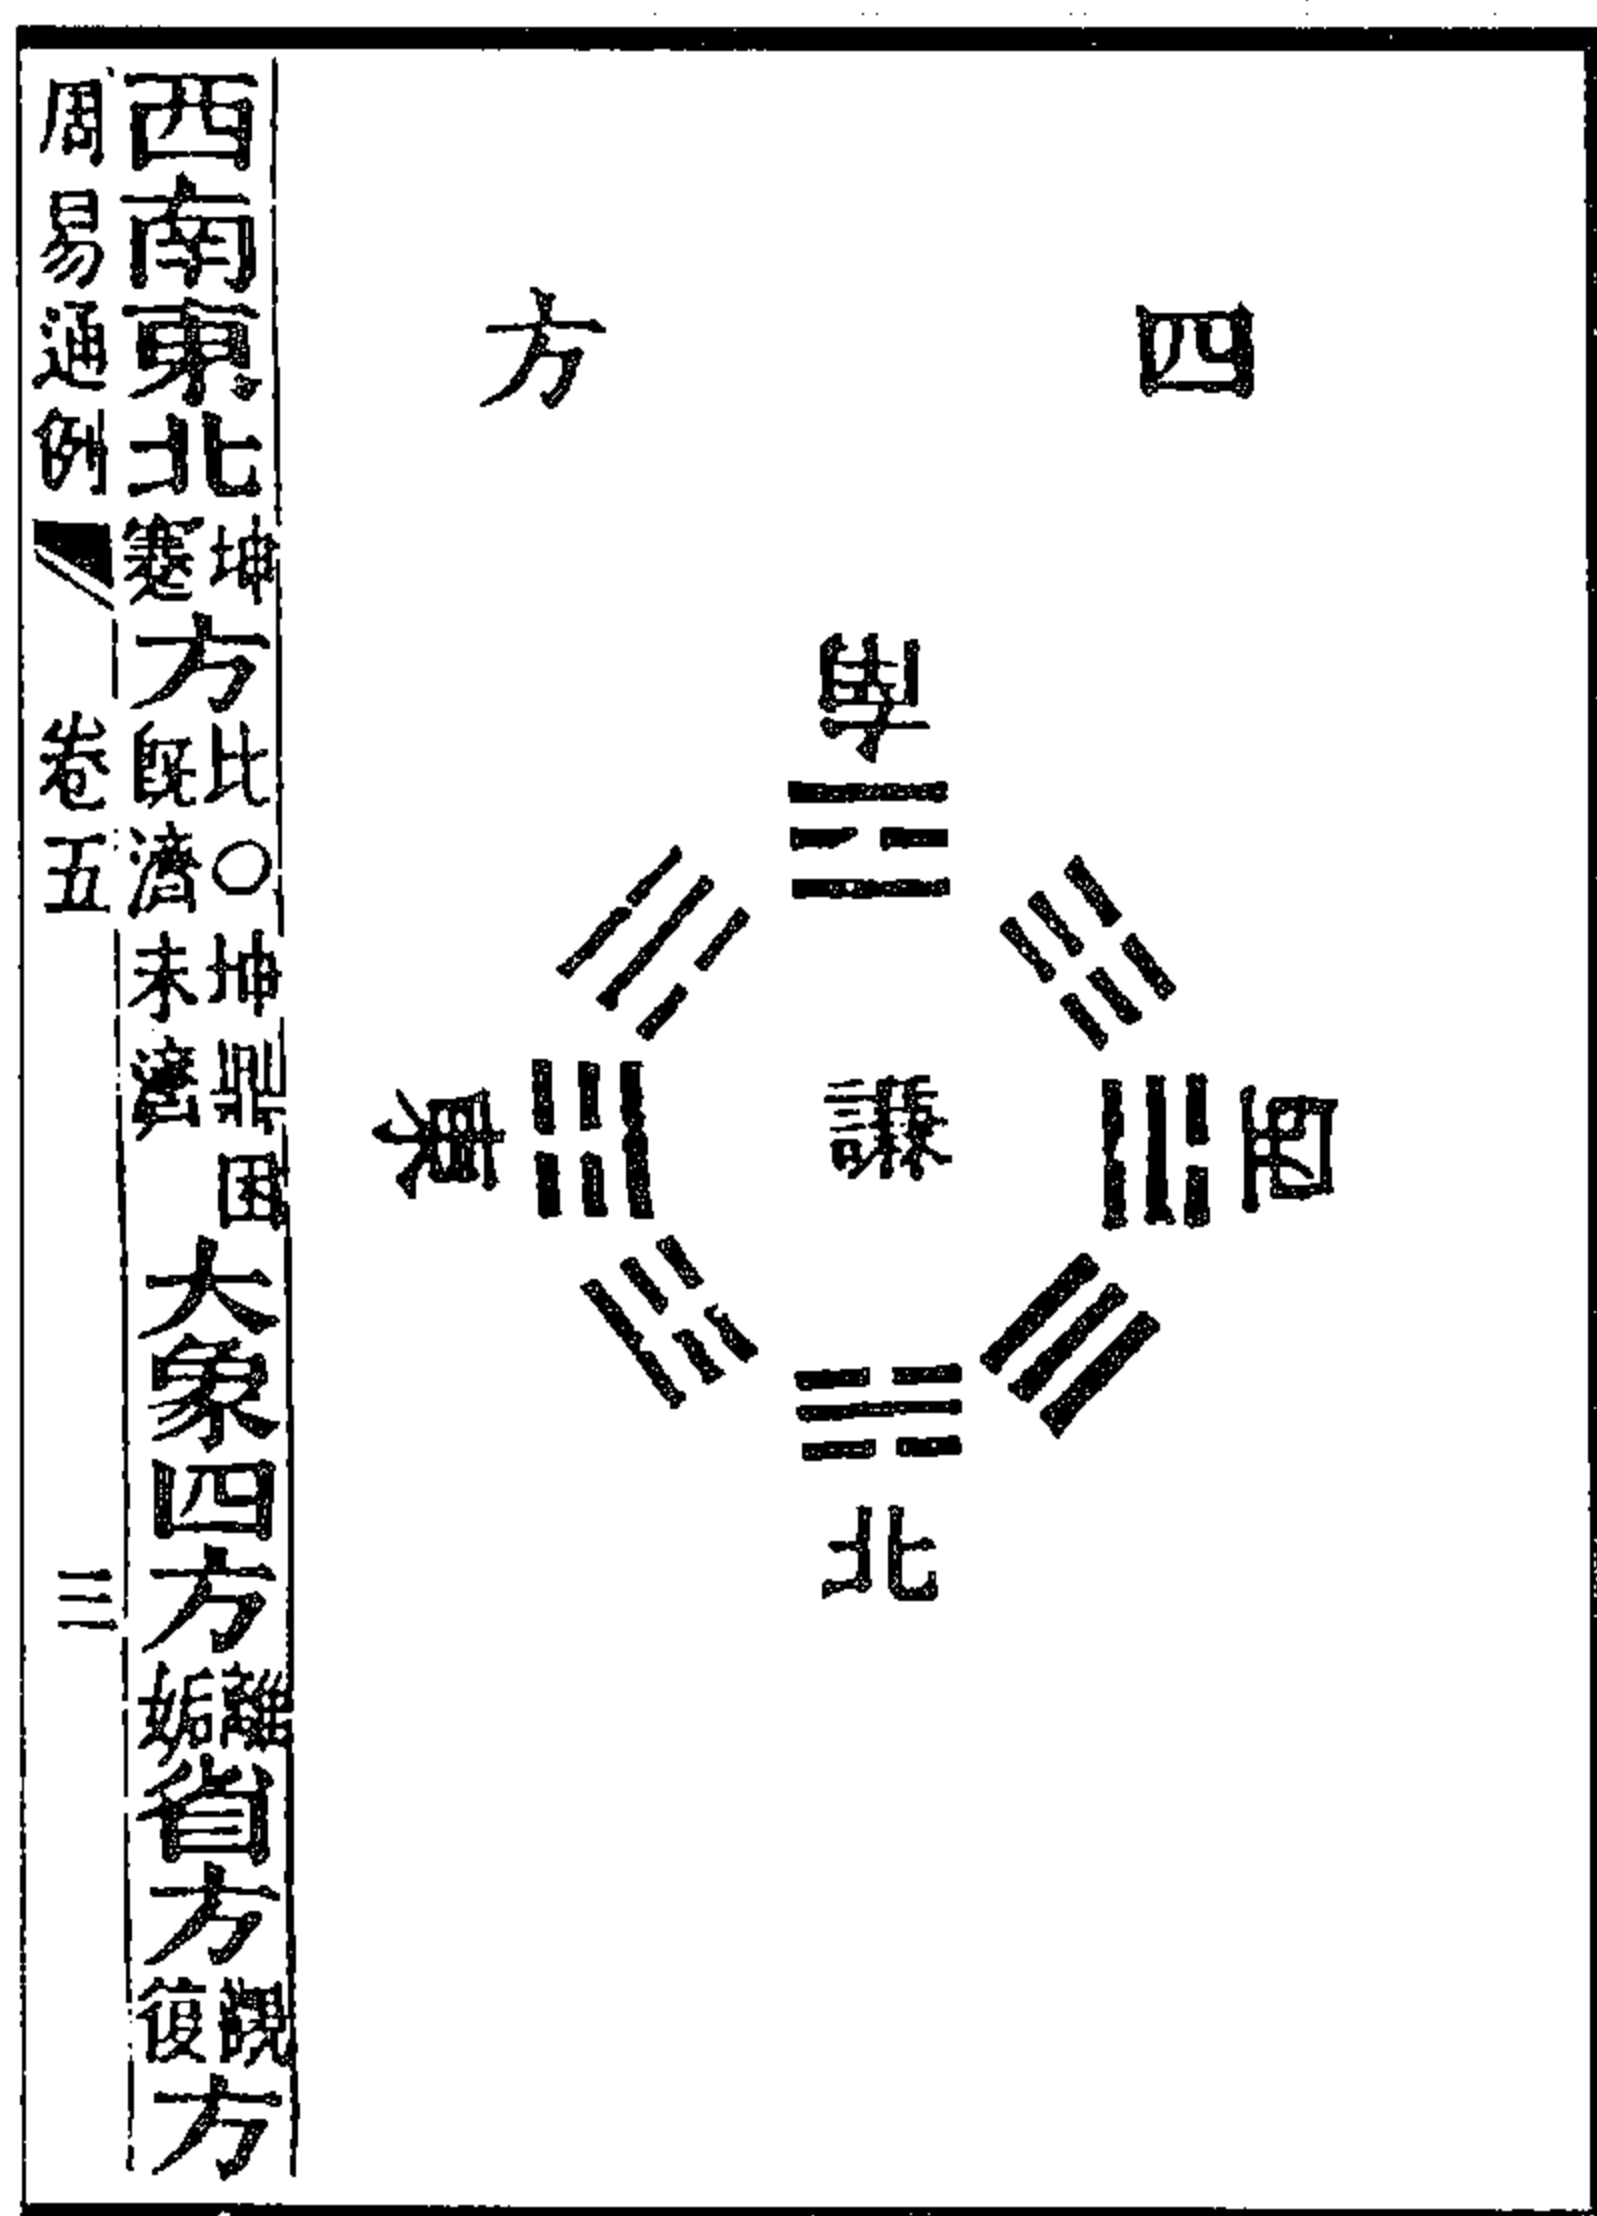 四方
南
西
東
北
西南東北坤蹇方比○坤鼎困既濟未濟大象四方離姤省方觀復方
周易通例 卷五 三